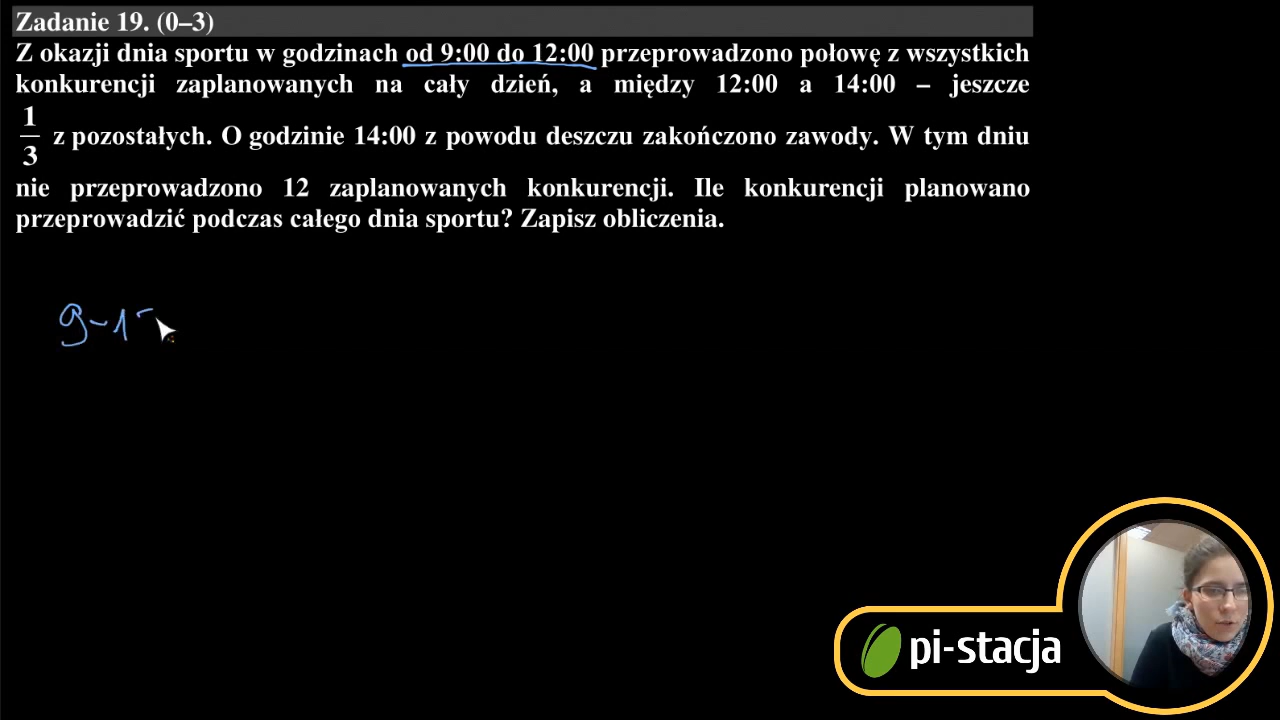 Zadanie 19. (0–3)
Z okazji dnia sportu w godzinach od 9:00 do 12:00 przeprowadzono połowę z wszystkich
konkurencji zaplanowanych na cały dzień, a między 12:00 a 14:00 – jeszcze
1
3
z pozostałych. O godzinie 14:00 z powodu deszczu zakończono zawody. W tym dniu
nie przeprowadzono 12 zaplanowanych konkurencji. Ile konkurencji planowano
przeprowadzić podczas całego dnia sportu? Zapisz obliczenia.
9-1
pi-stacja